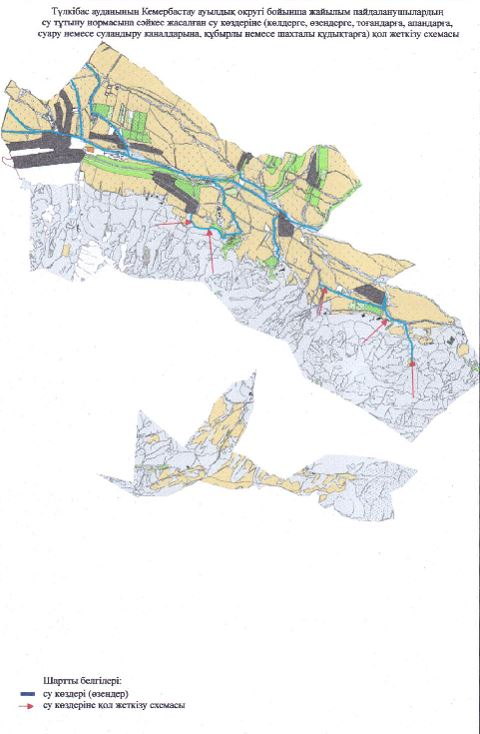 Түлкібас ауданының Кемербастау ауылдық округі бойынша жайылым пайдаланушылардың
су тұтыну нормасына сәйкес жасалған су көздеріне (көлдерге, өзендерге, тоғандарға, апандарға,
суару немесе суландыру каналдарына, құбырлы немесе шахталы құдықтарға) қол жеткізу схемасы
Шартты белгілері:
су көздері (өзендер)
су көздеріне қол жеткізу схемасы